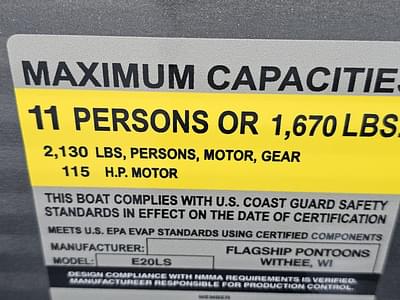 MAXIMUM CAPACITIES
11 PERSONS OR 1,670 LBS.
2,130 LBS, PERSONS, MOTOR, GEAR
115 H.P. MOTOR
THIS BOAT COMPLIES WITH U.S. COAST GUARD SAFETY
STANDARDS IN EFFECT ON THE DATE OF CERTIFICATION
MEETS U.S. EPA EVAP STANDARDS USING CERTIFIED COMPONENTS
MANUFACTURER: FLAGSHIP PONTOONS
MODEL: E20LS WITHEE, WI
DESIGN COMPLIANCE WITH NMMA REQUIREMENTS IS VERIFIED.
MANUFACTUREER RESPONSIBLE FOR PRODUCTION CONTROL.
MEMBER